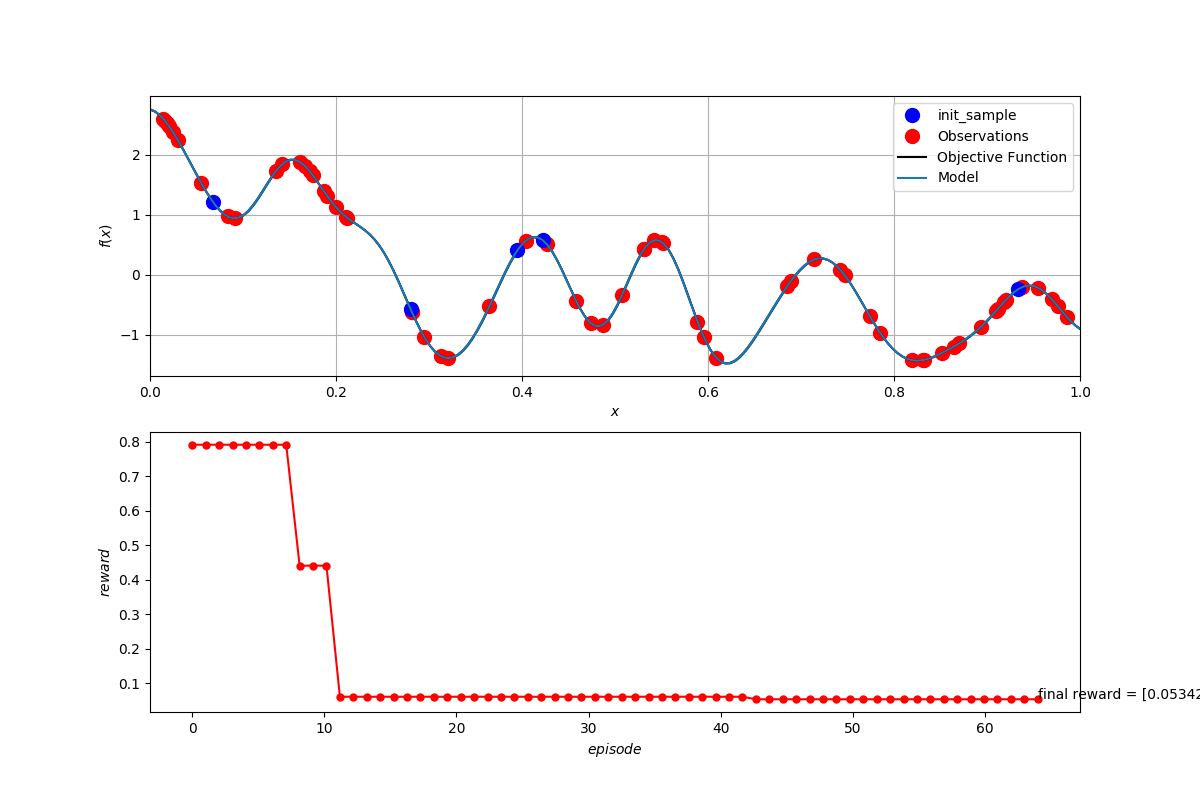 2
1
0
−1
f(x)
init_sample
Observations
Objective Function
Model
0.0 0.2 0.4 0.6 0.8 1.0
x
0.8
0.7
0.6
0.5
0.4
0.3
0.2
0.1
reward
final reward = [0.05342
0 10 20 30 40 50 60
episode